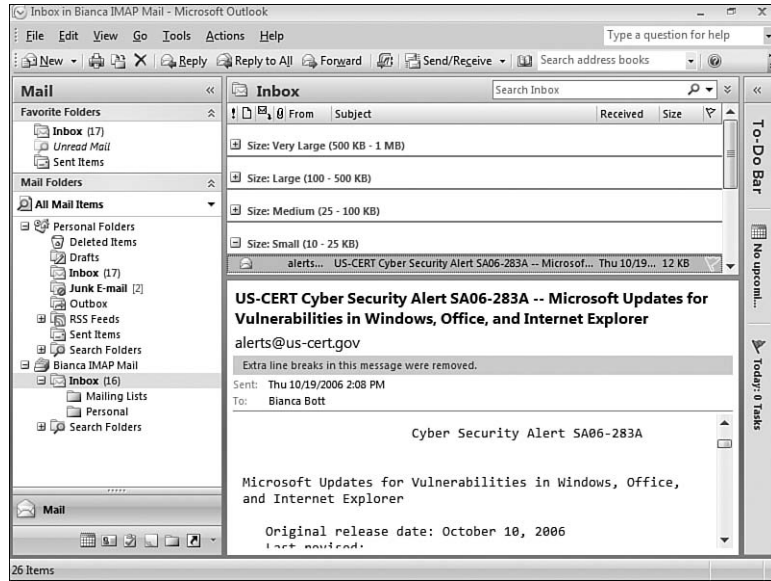 Inbox in Bianca IMAP Mail - Microsoft Outlook
File Edit View Go Tools Actions Help Type a question for help
New Reply Reply to All Forward Send/Receive Search address books
Mail «
Favorite Folders
Inbox (17)
Unread Mail
Sent Items
Mail Folders
All Mail Items
Personal Folders
Deleted Items
Drafts
Inbox (17)
Junk E-mail [2]
Outbox
RSS Feeds
Sent Items
Search Folders
Bianca IMAP Mail
Inbox (16)
Mailing Lists
Personal
Search Folders
Mail
26 Items
Inbox Search Inbox
! From Subject Received Size
Size: Very Large (500 KB - 1 MB)
Size: Large (100 - 500 KB)
Size: Medium (25 - 100 KB)
Size: Small (10 - 25 KB)
alerts... US-CERT Cyber Security Alert SA06-283A -- Microsof... Thu 10/19... 12 KB
US-CERT Cyber Security Alert SA06-283A -- Microsoft Updates for
Vulnerabilities in Windows, Office, and Internet Explorer
alerts@us-cert.gov
Extra line breaks in this message were removed.
Sent: Thu 10/19/2006 2:08 PM
To: Bianca Bott
Cyber Security Alert SA06-283A
Microsoft Updates for Vulnerabilities in Windows, Office,
and Internet Explorer
Original release date: October 10, 2006
Last revised:
«
To-Do Bar
No upcomi...
Today: 0 Tasks